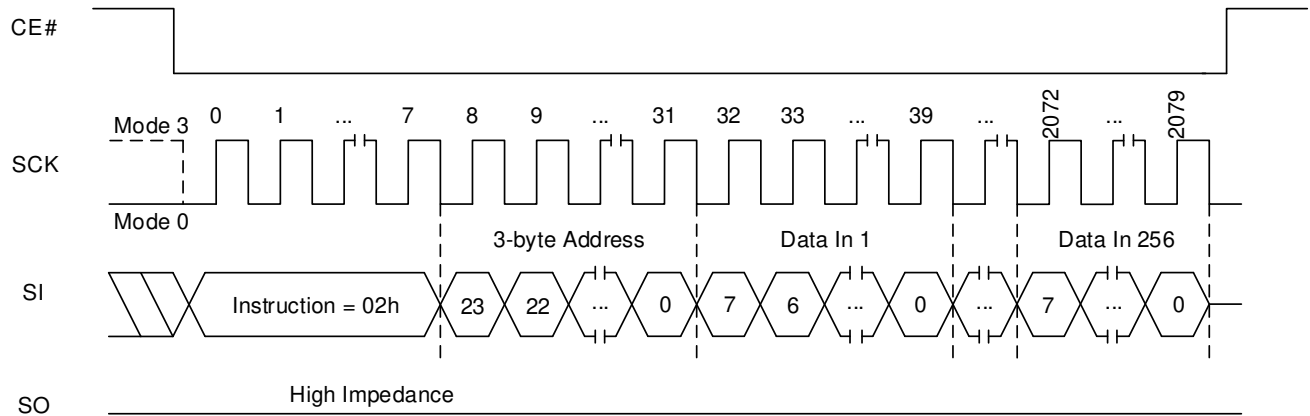 CE#
0 1 ... 7 8 9 ... 31 32 33 ... 39 ... 2072 ... 2079
Mode 3
SCK
Mode 0
3-byte Address Data In 1 Data In 256
SI
Instruction = 02h 23 22 ... 0 7 6 ... 0 ... 7 ... 0
High Impedance
SO